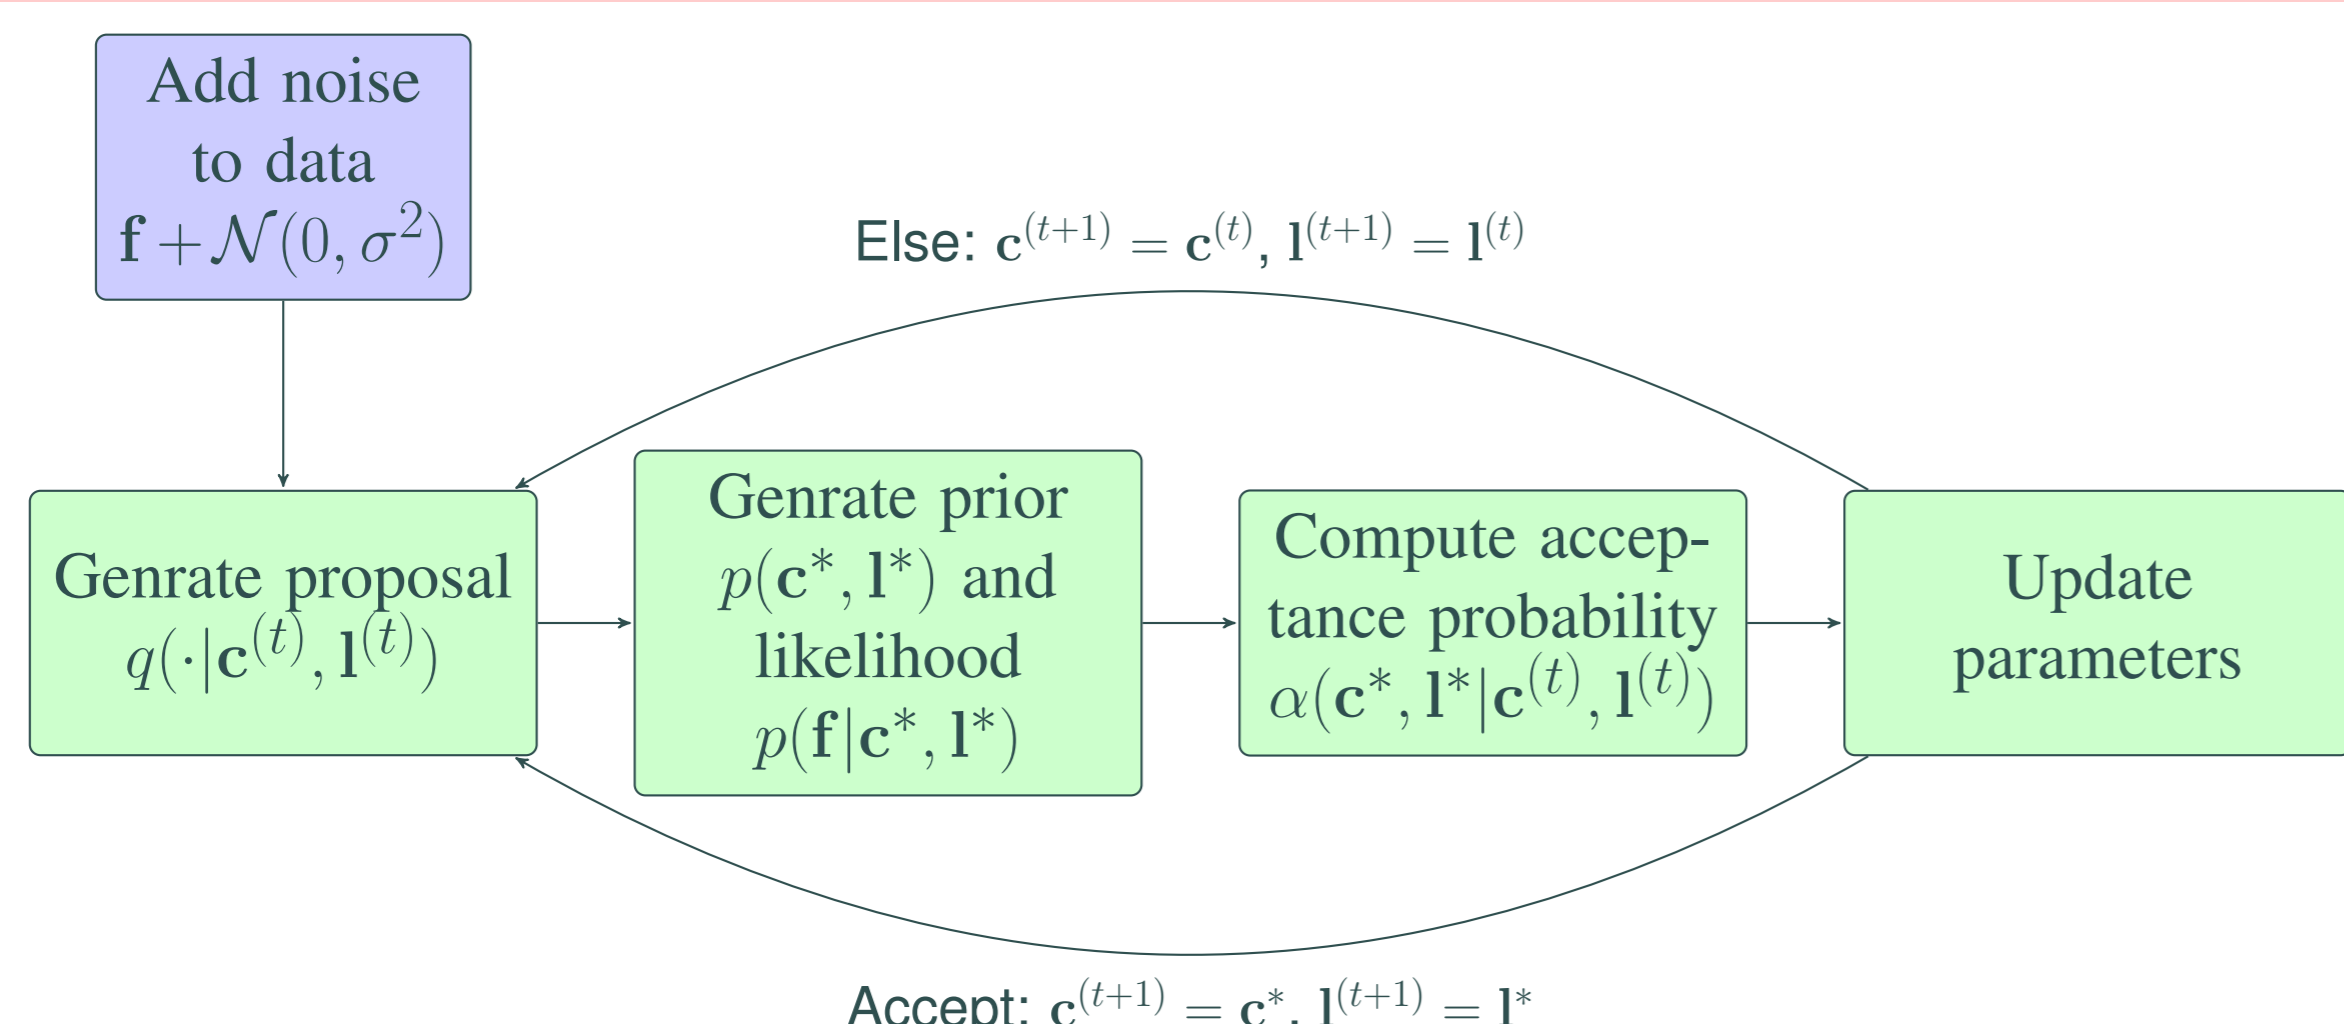 Add noise
to data
f + 𝒩(0, σ²)
Else: c^(t+1) = c^(t), l^(t+1) = l^(t)
Genrate proposal
q(·|c^(t), l^(t))
Genrate prior
p(c*, l*) and
likelihood
p(f|c*, l*)
Compute accep-
tance probability
α(c*, l*|c^(t), l^(t))
Update
parameters
Accept: c^(t+1) = c*, l^(t+1) = l*